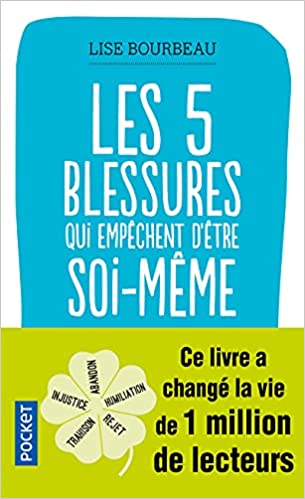 LISE BOURBEAU
LES 5
BLESSURES
QUi EMPÊCHENT D'ÊTRE
SOi-MÊME
Ce livre a
changé la vie
de 1 million
de lecteurs
ABANDON
INJUSTICE
HUMILIATION
TRAHISON
REJET
POCKET